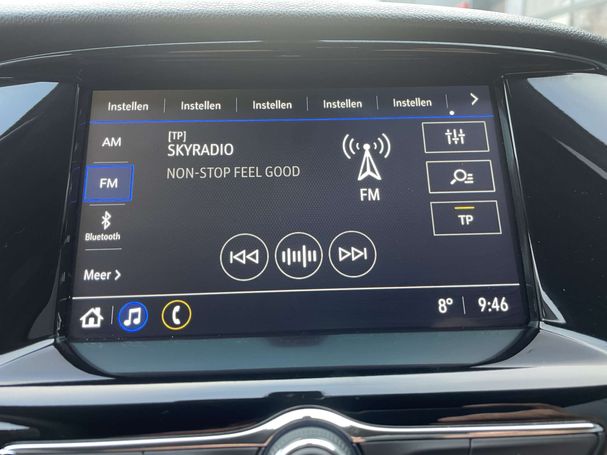 Instellen Instellen Instellen Instellen Instellen
AM
[TP]
SKYRADIO
NON-STOP FEEL GOOD
FM
FM
TP
Bluetooth
Meer
8° 9:46